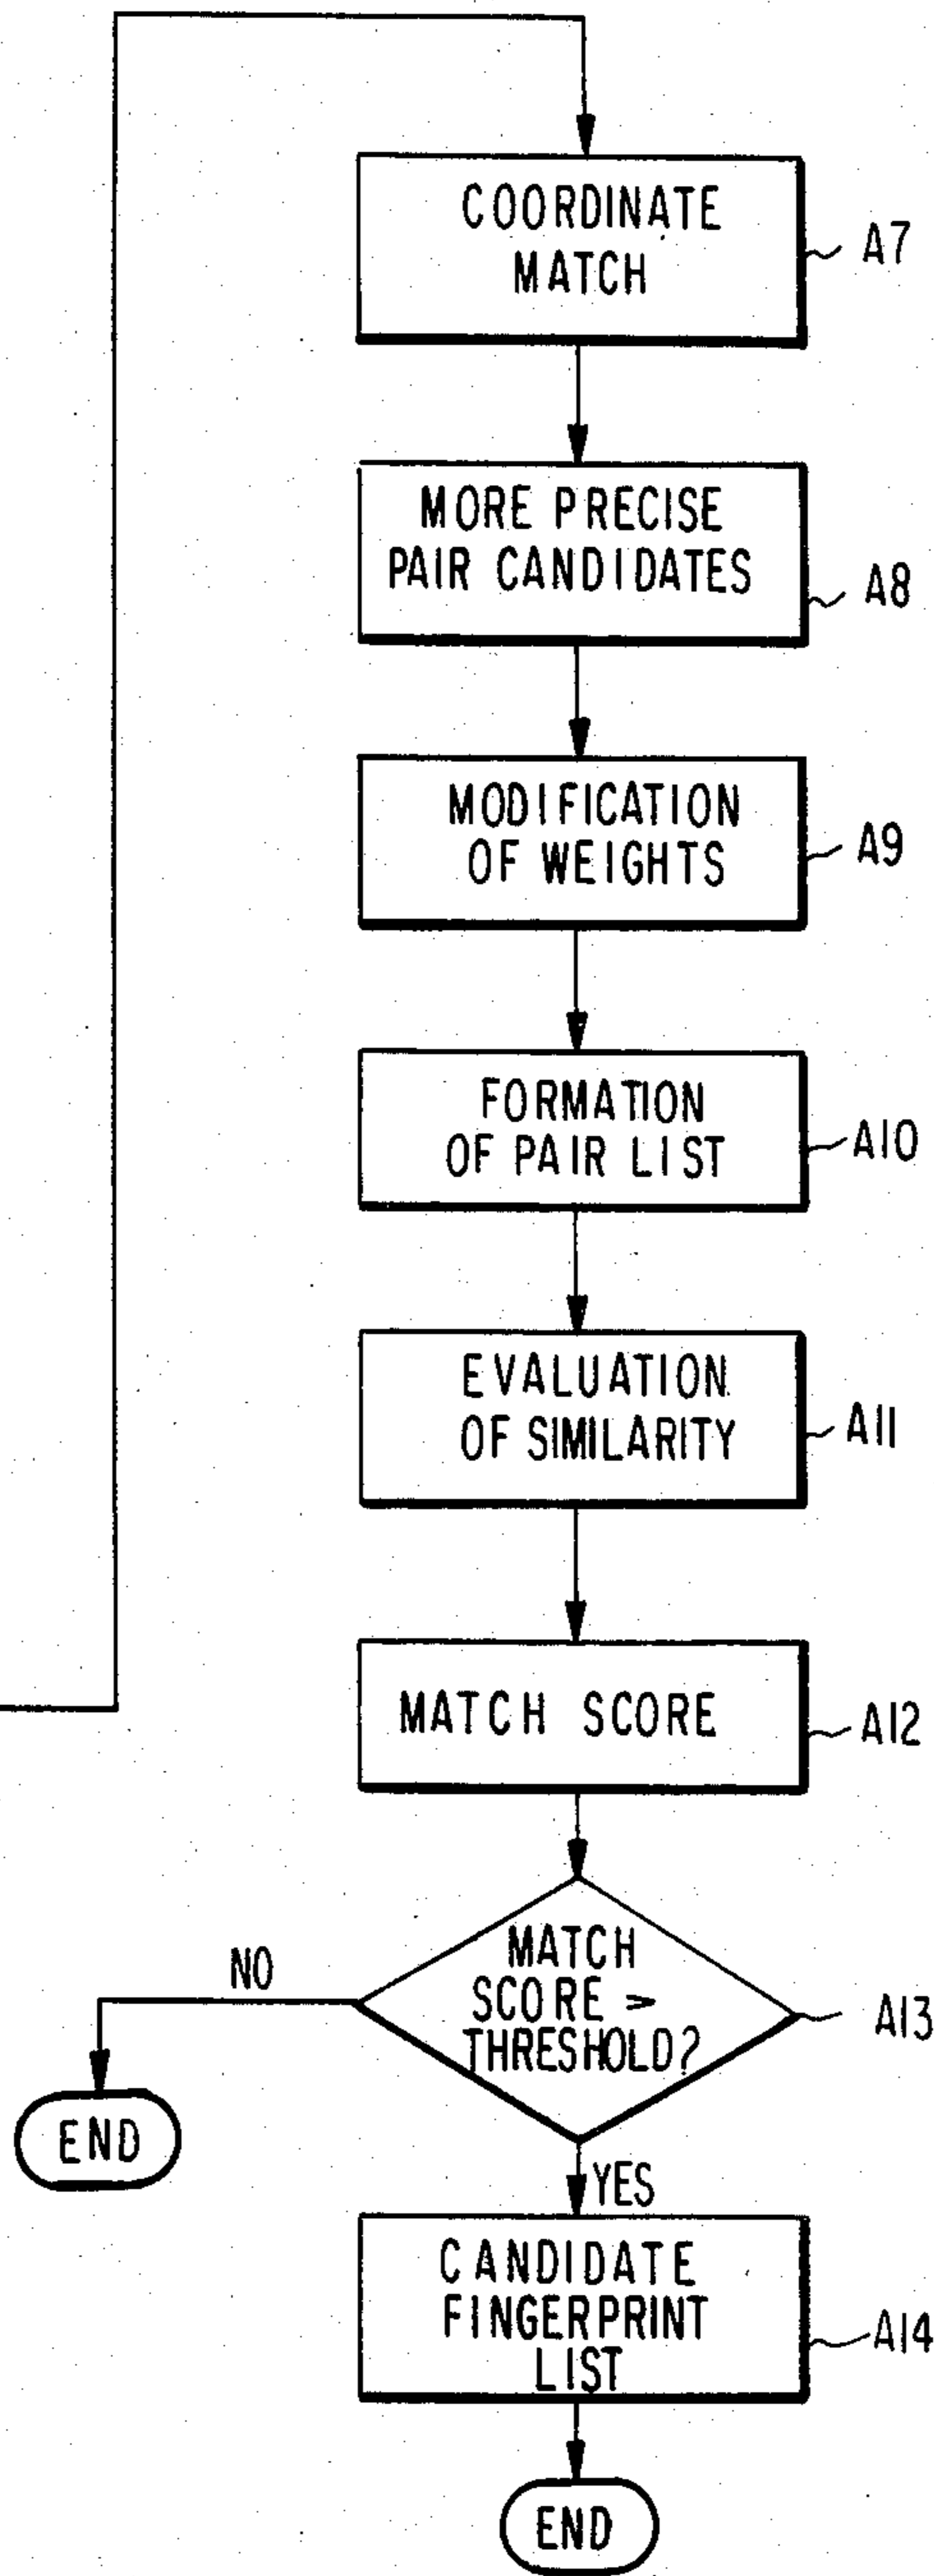 COORDINATE
MATCH
A7
MORE PRECISE
PAIR CANDIDATES
A8
MODIFICATION
OF WEIGHTS
A9
FORMATION
OF PAIR LIST
A10
EVALUATION
OF SIMILARITY
A11
MATCH SCORE
A12
MATCH
SCORE >
THRESHOLD?
A13
NO
END
YES
CANDIDATE
FINGERPRINT
LIST
A14
END